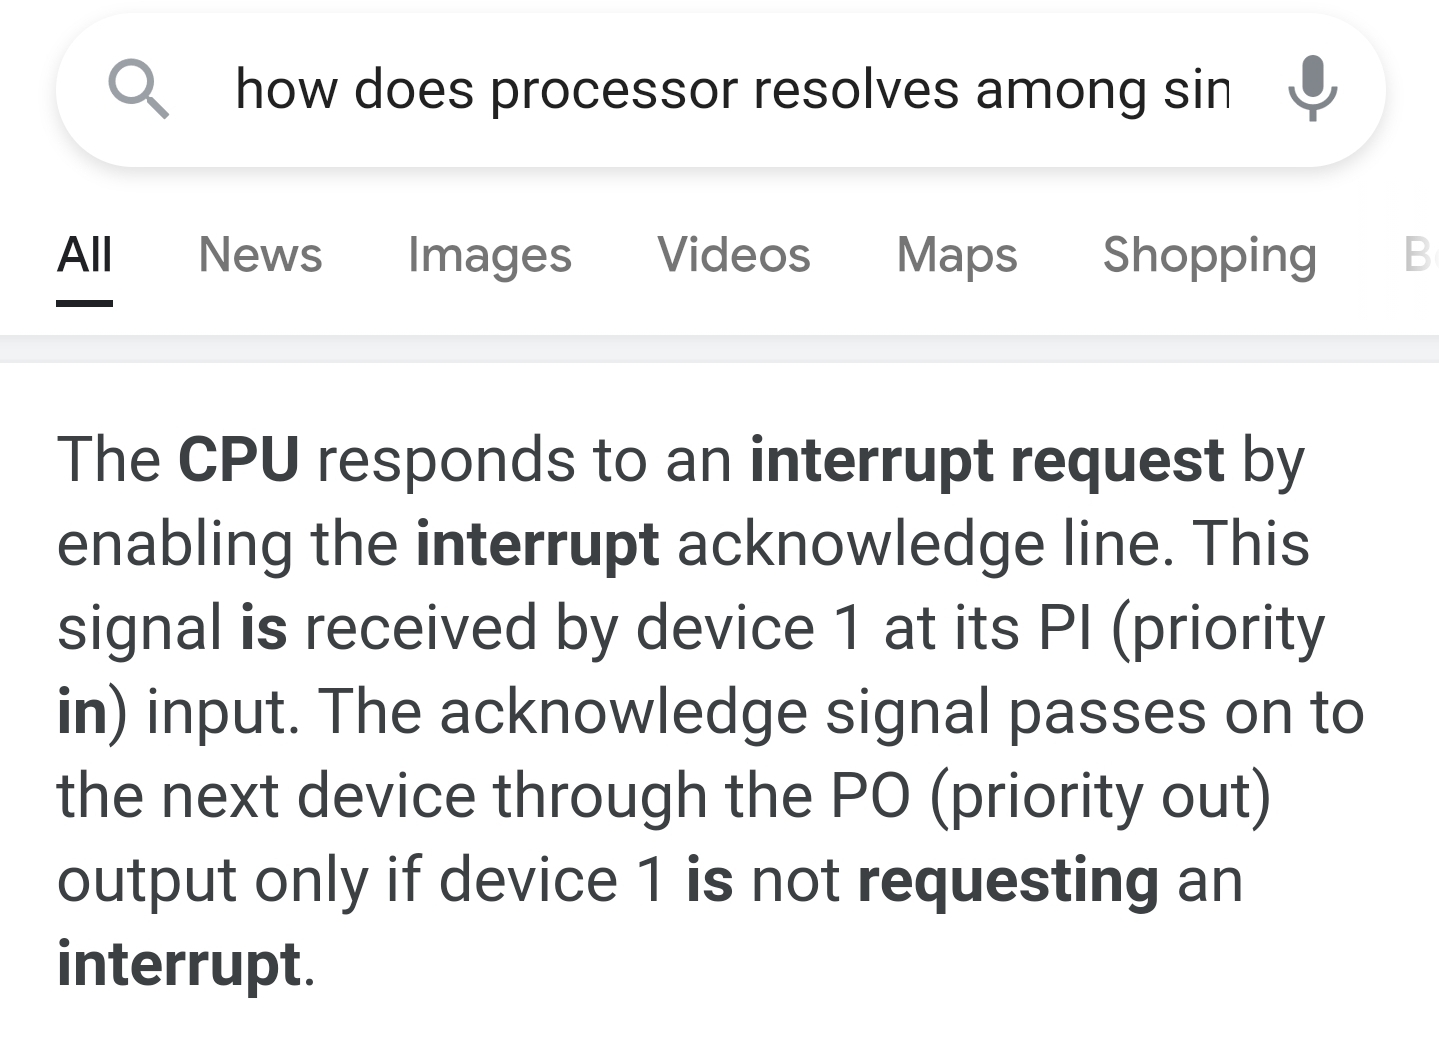 how does processor resolves among sin
All News Images Videos Maps Shopping
The CPU responds to an interrupt request by
enabling the interrupt acknowledge line. This
signal is received by device 1 at its PI (priority
in) input. The acknowledge signal passes on to
the next device through the PO (priority out)
output only if device 1 is not requesting an
interrupt.